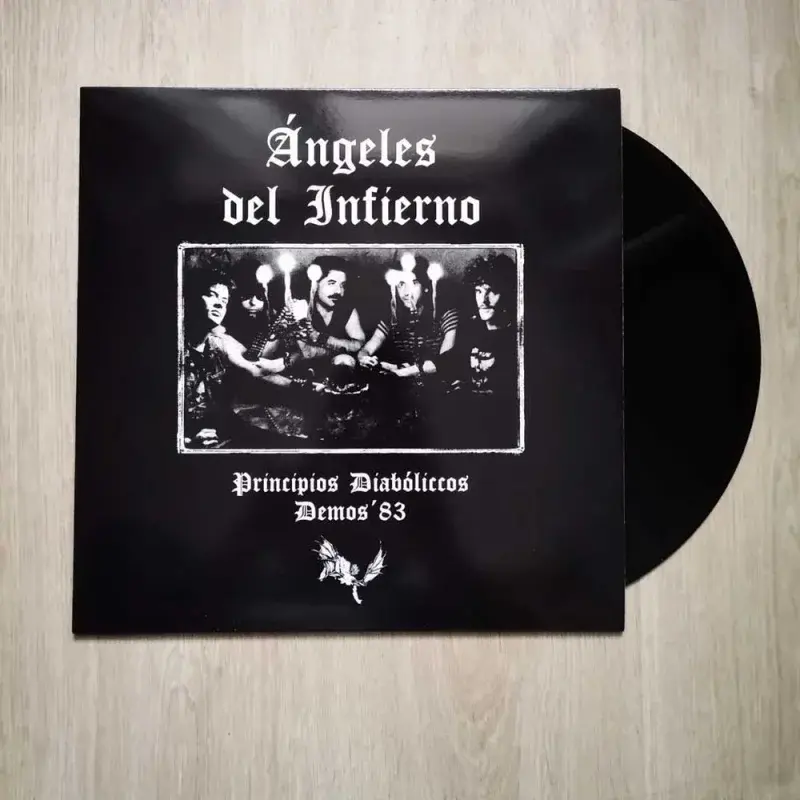 Ángeles
del Infierno
Principios Diabóliccos
Demos´83